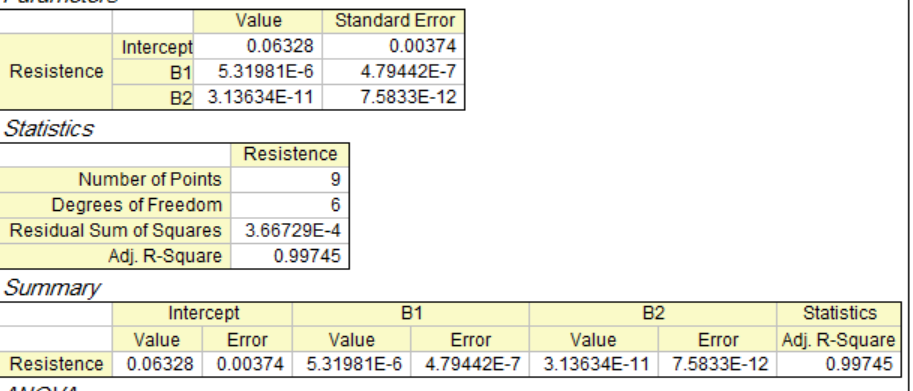 Parameters
Value Standard Error
Intercept 0.06328 0.00374
Resistence B1 5.31981E-6 4.79442E-7
B2 3.13634E-11 7.5833E-12
Statistics
Resistence
Number of Points 9
Degrees of Freedom 6
Residual Sum of Squares 3.66729E-4
Adj. R-Square 0.99745
Summary
Intercept B1 B2 Statistics
Value Error Value Error Value Error Adj. R-Square
Resistence 0.06328 0.00374 5.31981E-6 4.79442E-7 3.13634E-11 7.5833E-12 0.99745
ANOVA